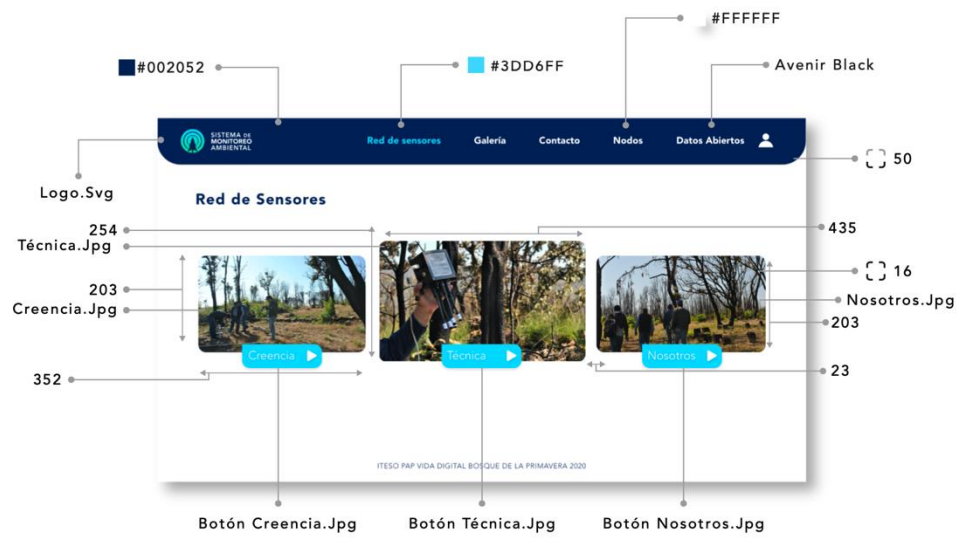 #FFFFFF
#002052
#3DD6FF
Avenir Black
SISTEMA DE
MONITOREO
AMBIENTAL
Red de sensores
Galería
Contacto
Nodos
Datos Abiertos
50
Logo.Svg
Red de Sensores
254
435
Técnica.Jpg
16
203
Nosotros.Jpg
Creencia.Jpg
203
Creencia
Técnica
Nosotros
352
23
ITESO PAP VIDA DIGITAL BOSQUE DE LA PRIMAVERA 2020
Botón Creencia.Jpg
Botón Técnica.Jpg
Botón Nosotros.Jpg